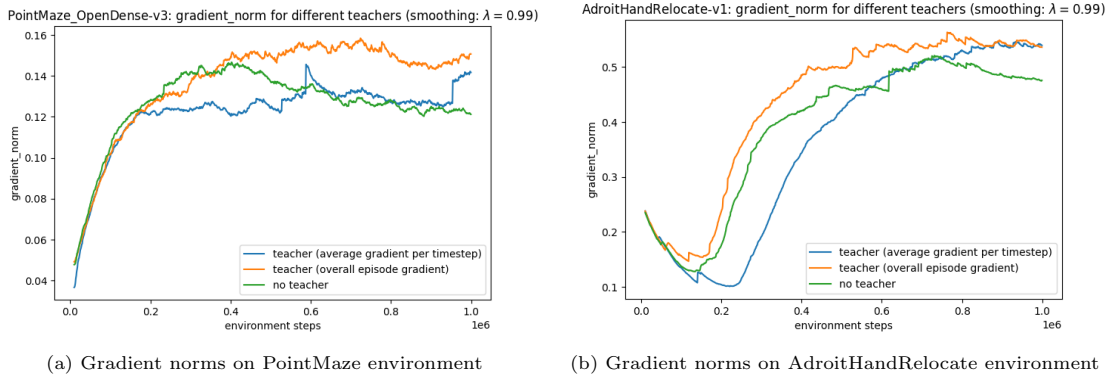 PointMaze_OpenDense-v3: gradient_norm for different teachers (smoothing: λ = 0.99)
gradient_norm
0.16
0.14
0.12
0.10
0.08
0.06
0.04
teacher (average gradient per timestep)
teacher (overall episode gradient)
no teacher
0.0 0.2 0.4 0.6 0.8 1.0
1e6
environment steps
(a) Gradient norms on PointMaze environment
AdroitHandRelocate-v1: gradient_norm for different teachers (smoothing: λ = 0.99)
gradient_norm
0.5
0.4
0.3
0.2
0.1
teacher (average gradient per timestep)
teacher (overall episode gradient)
no teacher
0.0 0.2 0.4 0.6 0.8 1.0
1e6
environment steps
(b) Gradient norms on AdroitHandRelocate environment